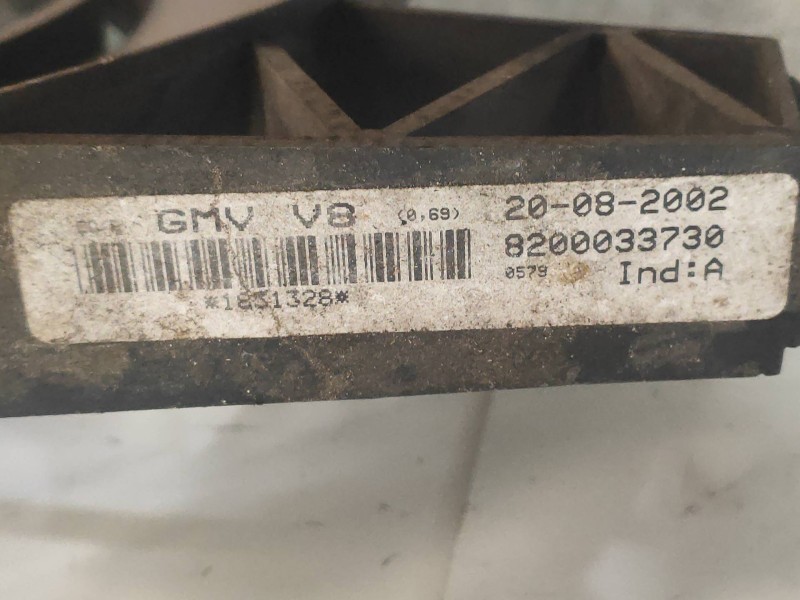 GMV V8 (0,69) 20-08-2002
8200033730
0579 Ind:A
*1831328*